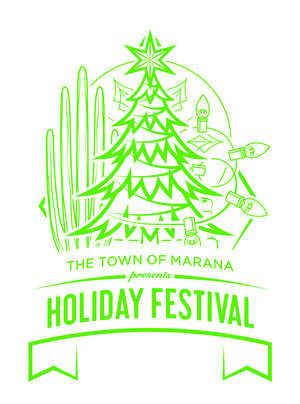 THE TOWN OF MARANA
presents
HOLIDAY FESTIVAL